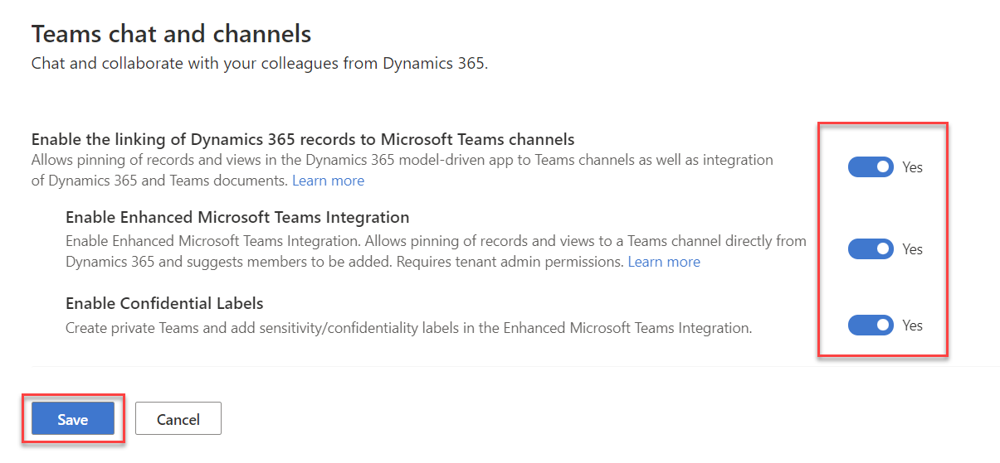 Teams chat and channels
Chat and collaborate with your colleagues from Dynamics 365.
Enable the linking of Dynamics 365 records to Microsoft Teams channels
Allows pinning of records and views in the Dynamics 365 model-driven app to Teams channels as well as integration
of Dynamics 365 and Teams documents. Learn more
Yes
Enable Enhanced Microsoft Teams Integration
Enable Enhanced Microsoft Teams Integration. Allows pinning of records and views to a Teams channel directly from
Dynamics 365 and suggests members to be added. Requires tenant admin permissions. Learn more
Yes
Enable Confidential Labels
Create private Teams and add sensitivity/confidentiality labels in the Enhanced Microsoft Teams Integration.
Yes
Save
Cancel